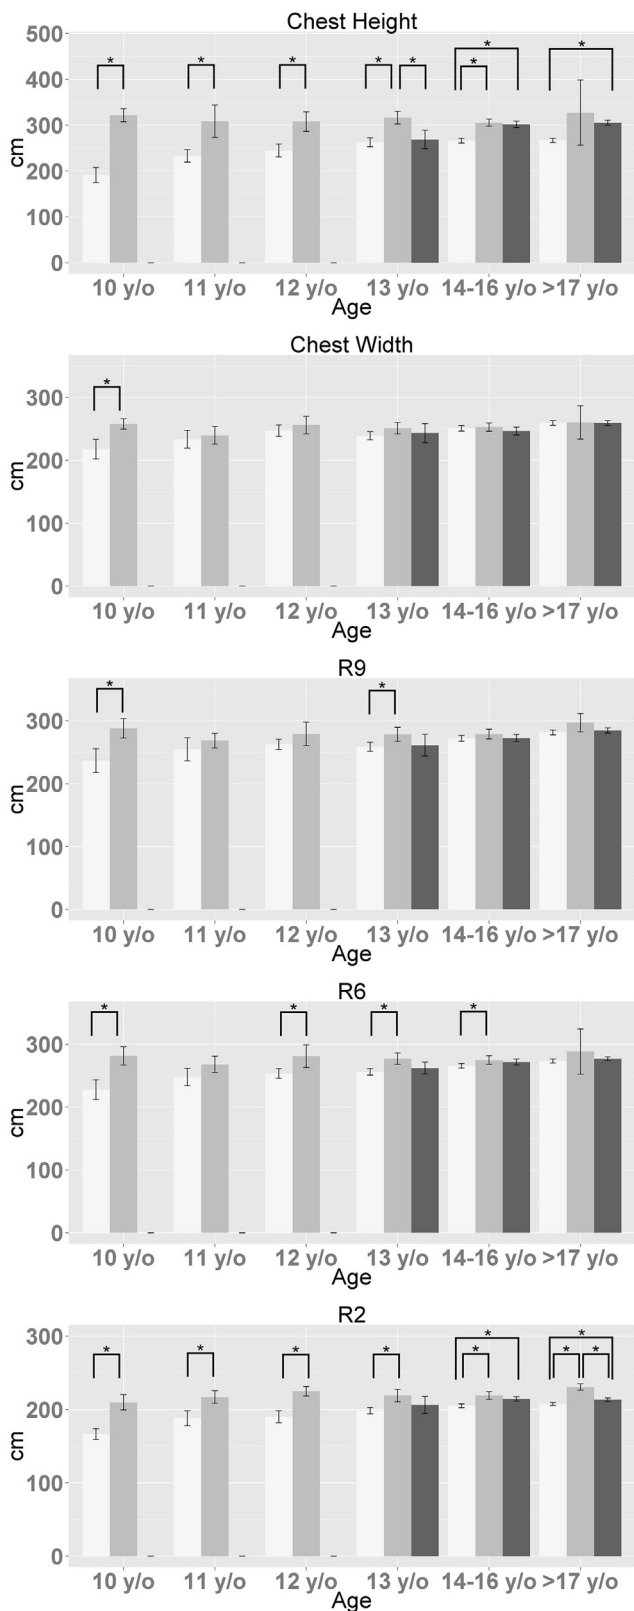 Chest Height
500
* * * * * * * *
400
300
cm
200
100
0
10 y/o 11 y/o 12 y/o 13 y/o 14-16 y/o >17 y/o
Age
Chest Width
300
*
200
cm
100
0
10 y/o 11 y/o 12 y/o 13 y/o 14-16 y/o >17 y/o
Age
R9
* *
300
200
cm
100
0
10 y/o 11 y/o 12 y/o 13 y/o 14-16 y/o >17 y/o
Age
R6
* * * *
300
200
cm
100
0
10 y/o 11 y/o 12 y/o 13 y/o 14-16 y/o >17 y/o
Age
R2
300
* * * * * * * * *
200
cm
100
0
10 y/o 11 y/o 12 y/o 13 y/o 14-16 y/o >17 y/o
Age